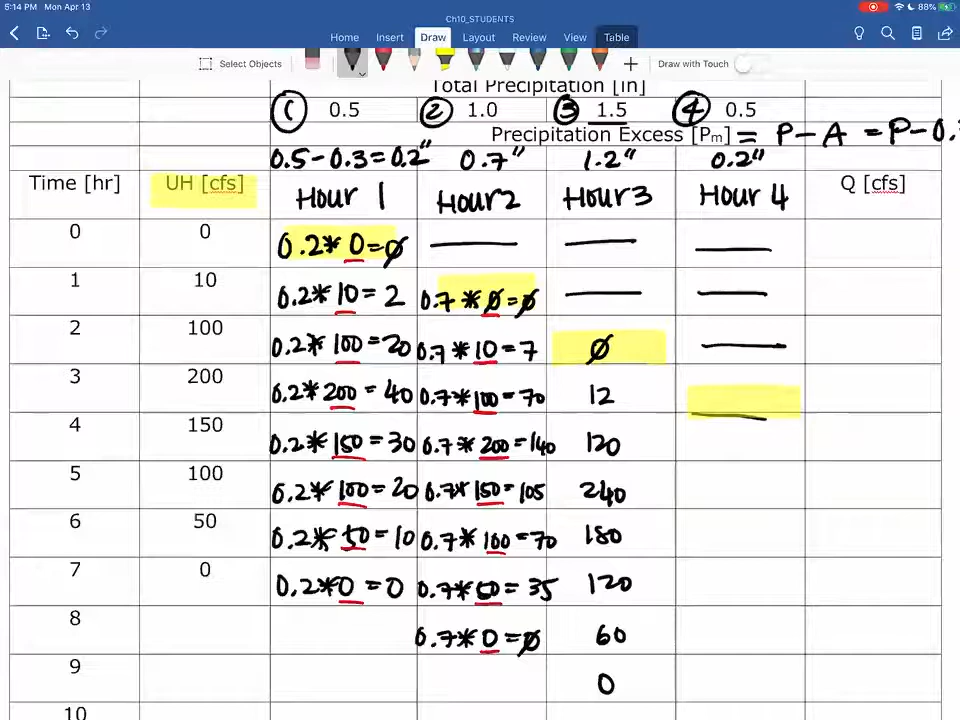 5:14 PM Mon Apr 13
88%
Ch10_STUDENTS
Home Insert Draw Layout Review View Table
Select Objects
Draw with Touch
Total Precipitation [in]
① 0.5 ② 1.0 ③ 1.5 ④ 0.5
Precipitation Excess [Pm] = P-A = P-0.
0.5-0.3=0.2" 0.7" 1.2" 0.2"
Time [hr] UH [cfs] Hour 1 Hour 2 Hour 3 Hour 4 Q [cfs]
0 0 0.2*0=0
1 10 0.2*10=2 0.7*0=0
2 100 0.2*100=20 0.7*10=7 0
3 200 0.2*200=40 0.7*100=70 12
4 150 0.2*150=30 0.7*200=140 120
5 100 0.2*100=20 0.7*150=105 240
6 50 0.2*50=10 0.7*100=70 180
7 0 0.2*0=0 0.7*50=35 120
8 0.7*0=0 60
9 0
10